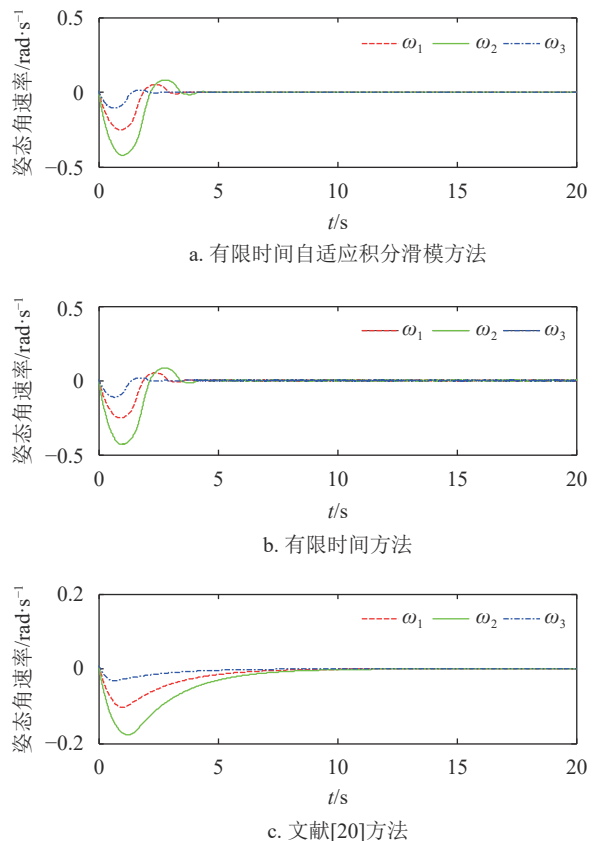 姿态角速率/rad·s⁻¹
0.5
0
−0.5
ω₁ ω₂ ω₃
0 5 10 15 20
t/s
a. 有限时间自适应积分滑模方法
姿态角速率/rad·s⁻¹
0.5
0
−0.5
ω₁ ω₂ ω₃
0 5 10 15 20
t/s
b. 有限时间方法
姿态角速率/rad·s⁻¹
0.2
0
−0.2
ω₁ ω₂ ω₃
0 5 10 15 20
t/s
c. 文献[20]方法